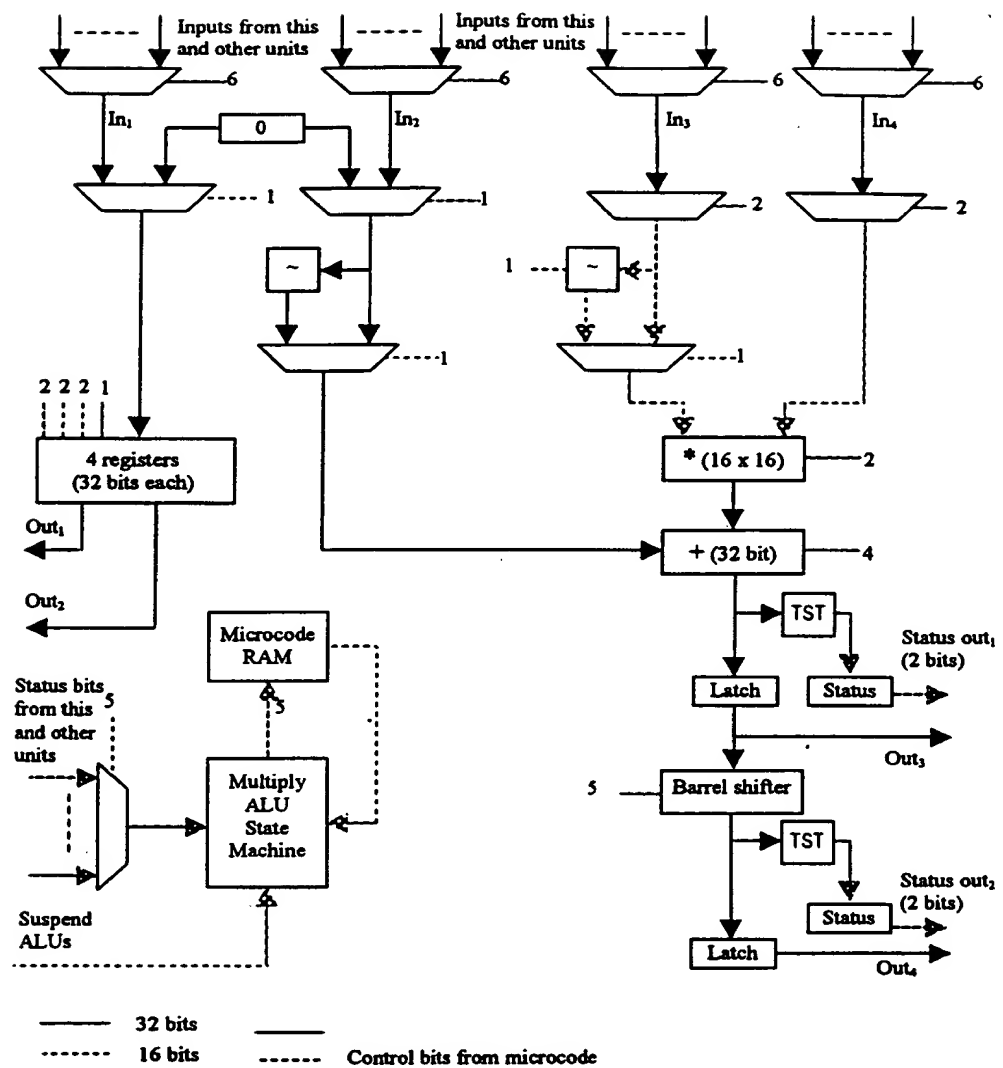 Inputs from this
and other units
Inputs from this
and other units
6
6
6
6
In₁
0
In₂
In₃
In₄
1
1
2
2
~
1
~
1
1
2 2 2 1
4 registers
(32 bits each)
* (16 x 16)
2
Out₁
+ (32 bit)
4
Out₂
Microcode
RAM
TST
Status out₁
(2 bits)
Status bits
from this
and other
units
5
5
Latch
Status
Out₃
Multiply
ALU
State
Machine
5
Barrel shifter
TST
Status out₂
(2 bits)
Suspend
ALUs
Status
Latch
Out₄
32 bits
16 bits
Control bits from microcode